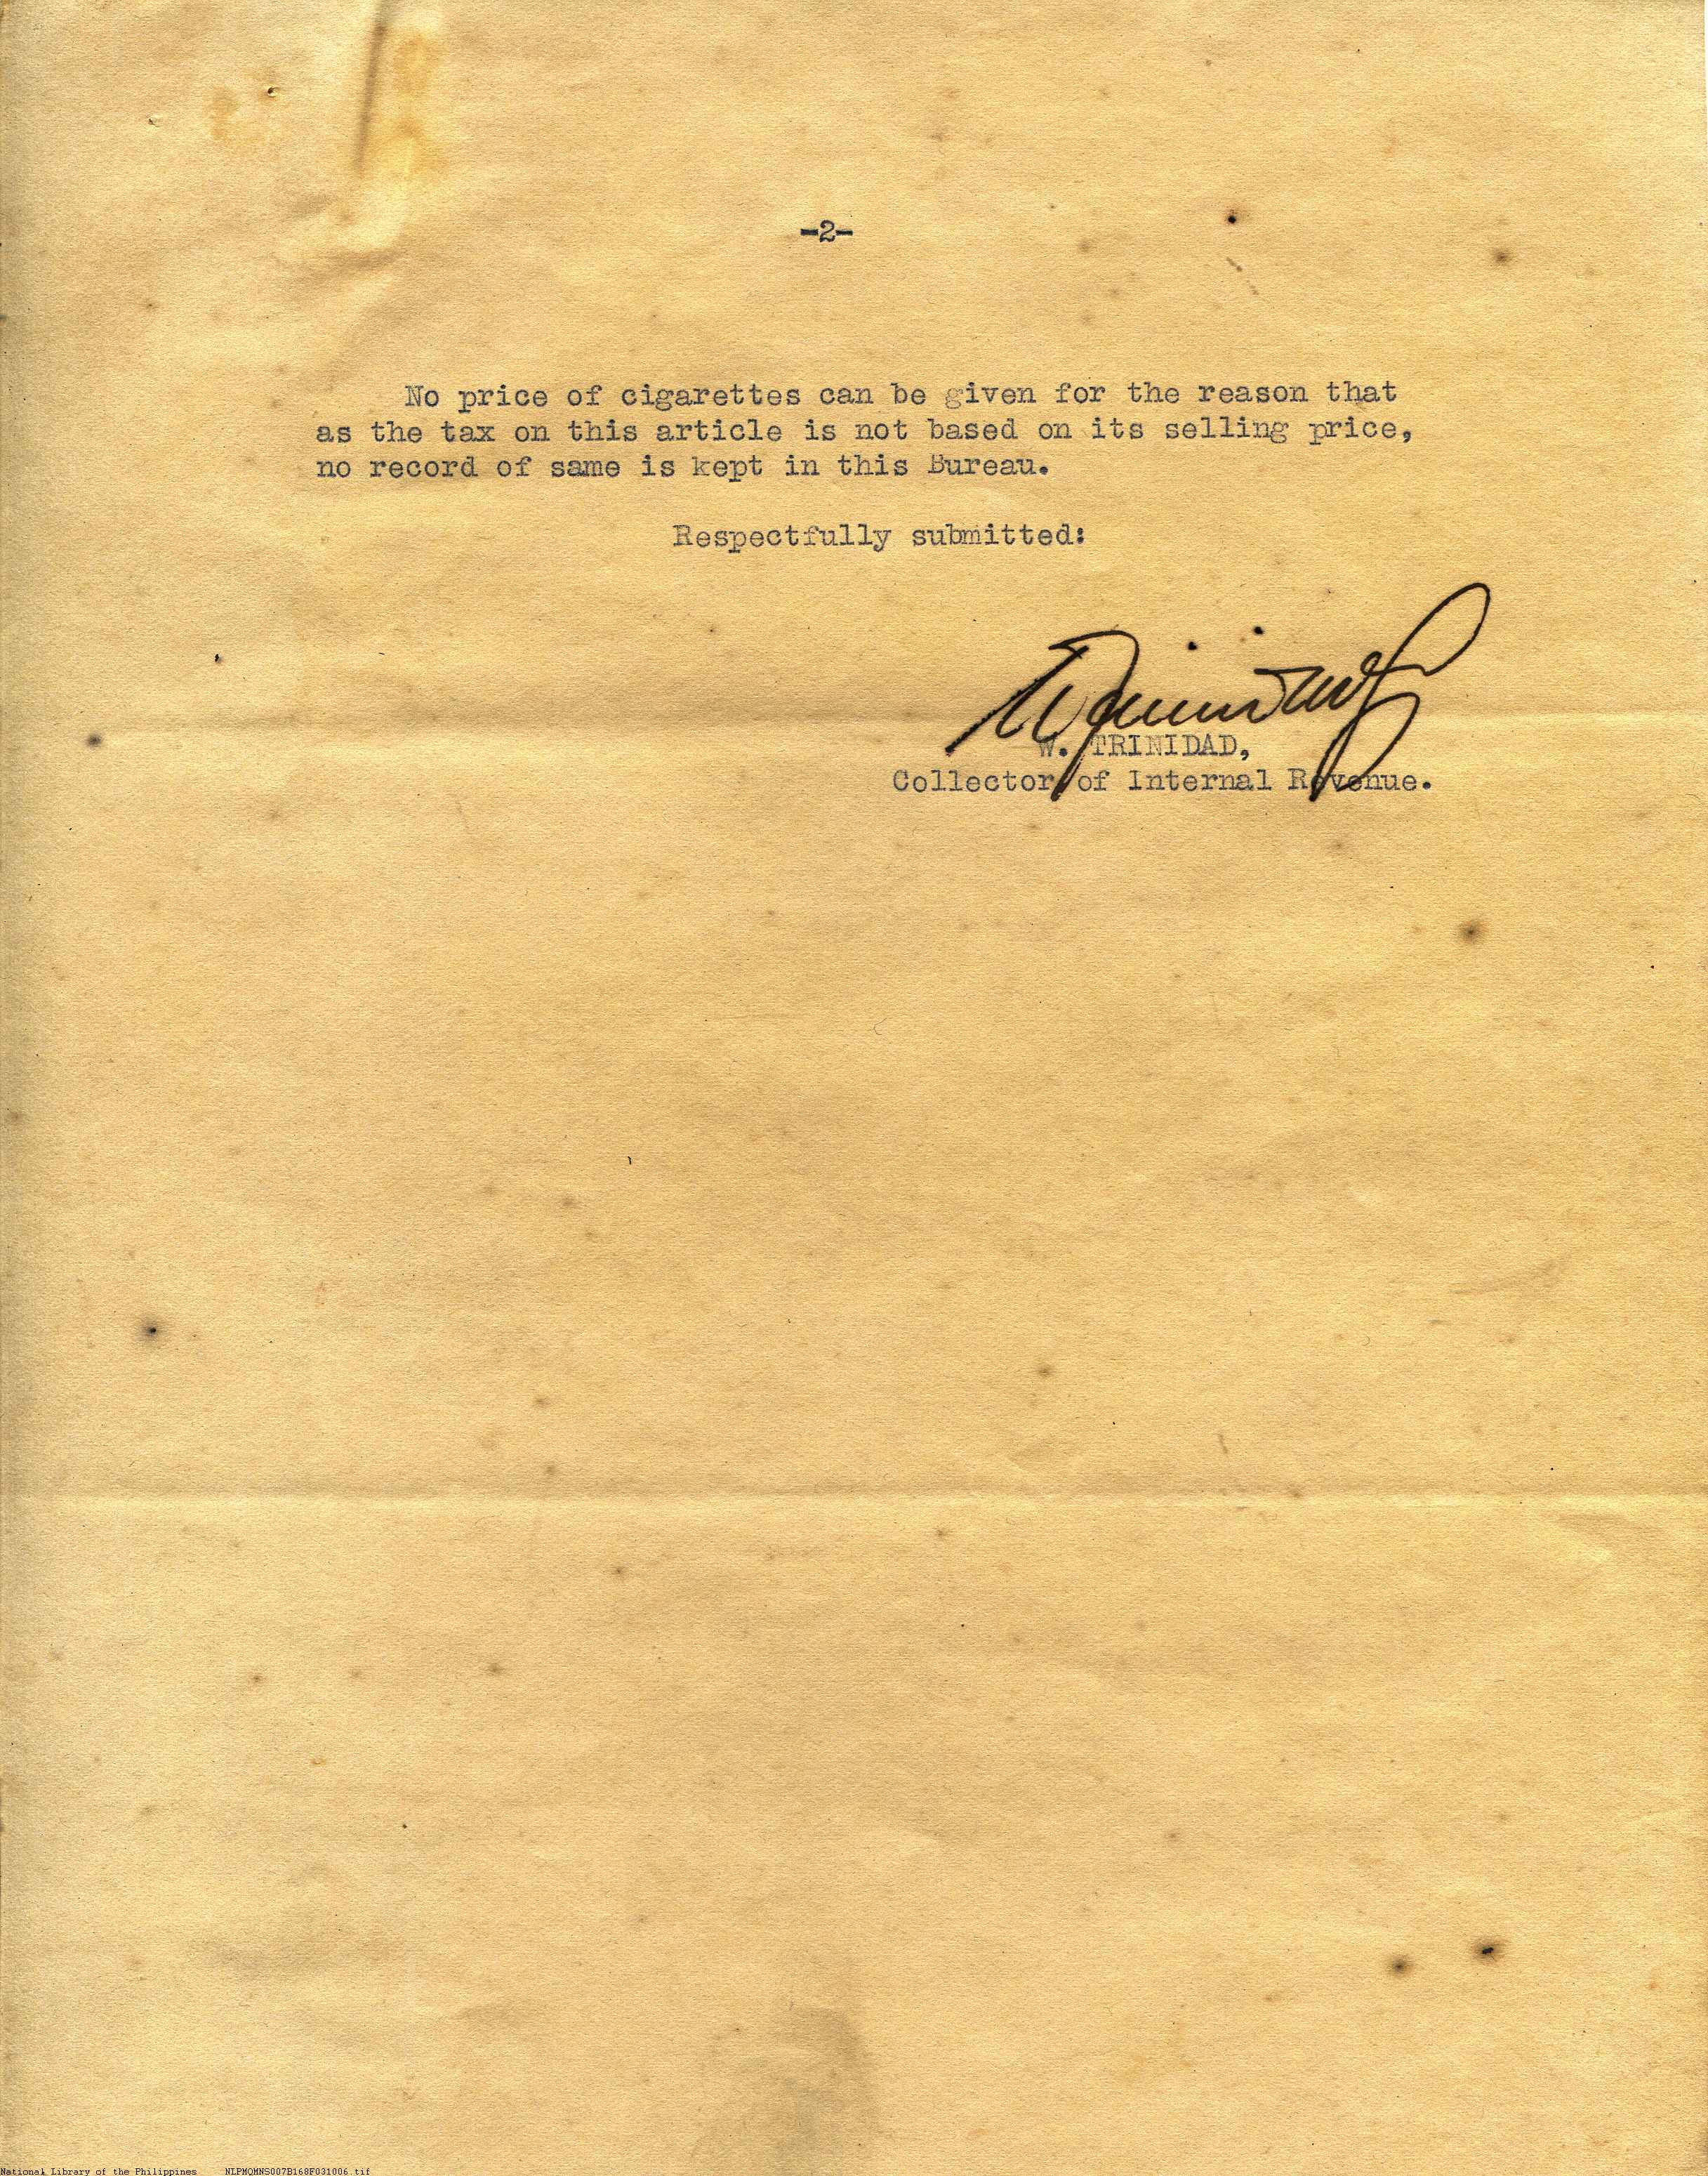 -2-
No price of cigarettes can be given for the reason that
as the tax on this article is not based on its selling price,
no record of same is kept in this Bureau.
Respectfully submitted:
W. TRINIDAD,
Collector of Internal Revenue.
National Library of the Philippines NLPMQMNS007B168F031006.tif